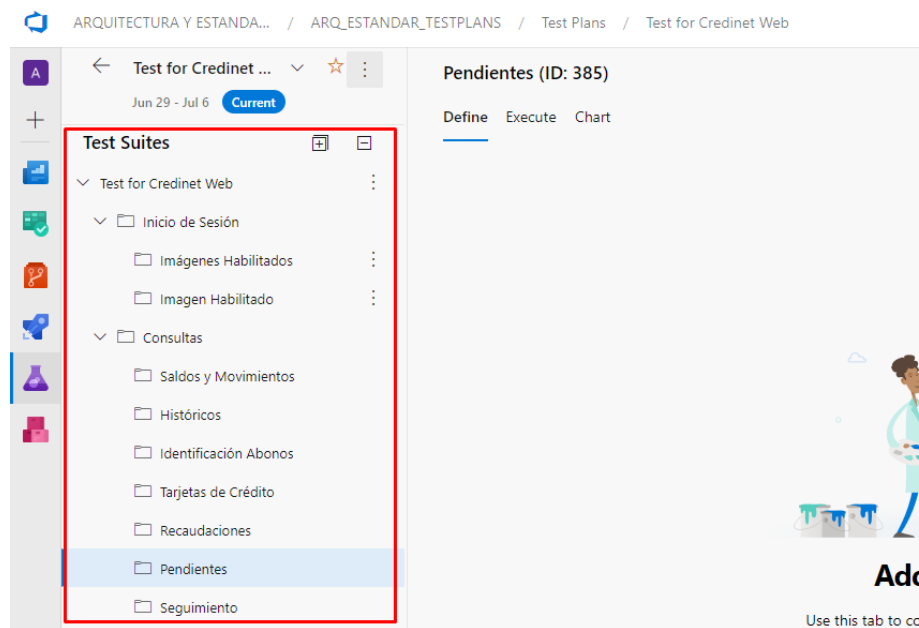 ARQUITECTURA Y ESTANDA... / ARQ_ESTANDAR_TESTPLANS / Test Plans / Test for Credinet Web
A
Test for Credinet ...
Jun 29 - Jul 6 Current
Pendientes (ID: 385)
Define Execute Chart
Test Suites
Test for Credinet Web
Inicio de Sesión
Imágenes Habilitados
Imagen Habilitado
Consultas
Saldos y Movimientos
Históricos
Identificación Abonos
Tarjetas de Crédito
Recaudaciones
Pendientes
Seguimiento
Use this tab to